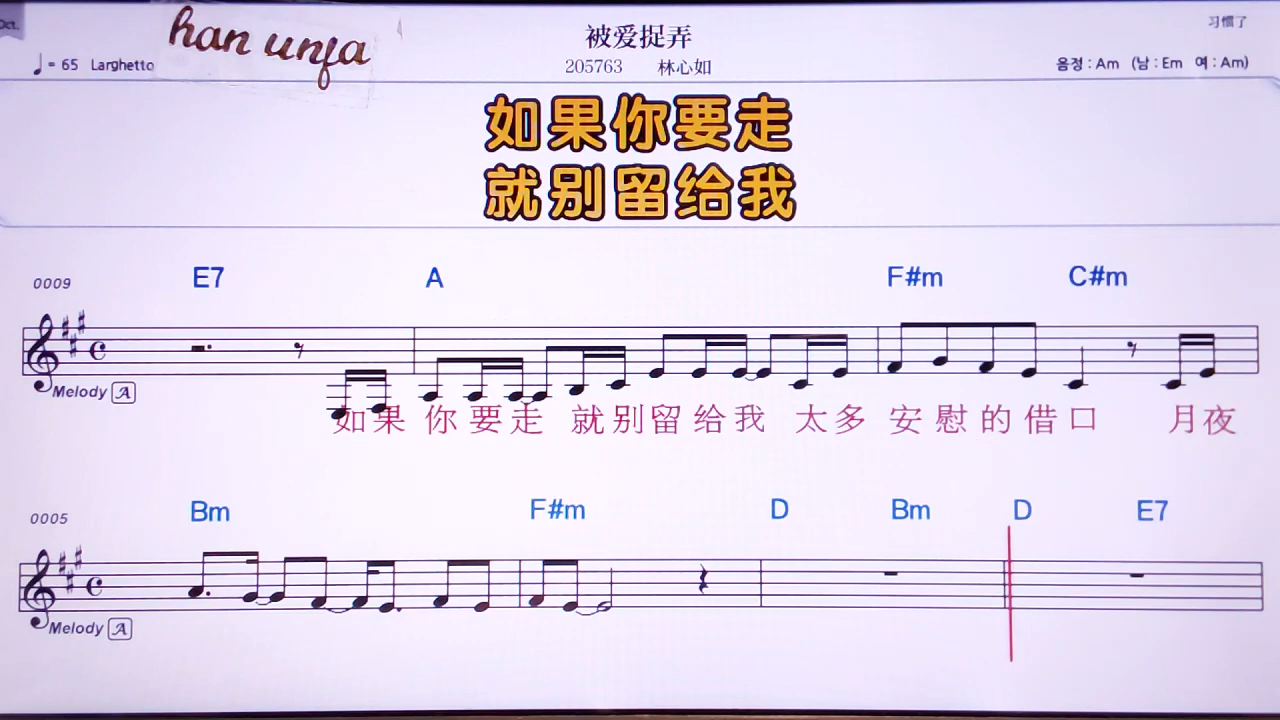 Oct.
han unfa
被爱捉弄
习惯了
♩= 65 Larghetto
205763 林心如
음정 : Am (남 : Em 여 : Am)
如果你要走
就别留给我
0009 E7 A F#m C#m
Melody A
如果 你要走 就别留给我 太多 安慰的借口 月夜
0005 Bm F#m D Bm D E7
Melody A